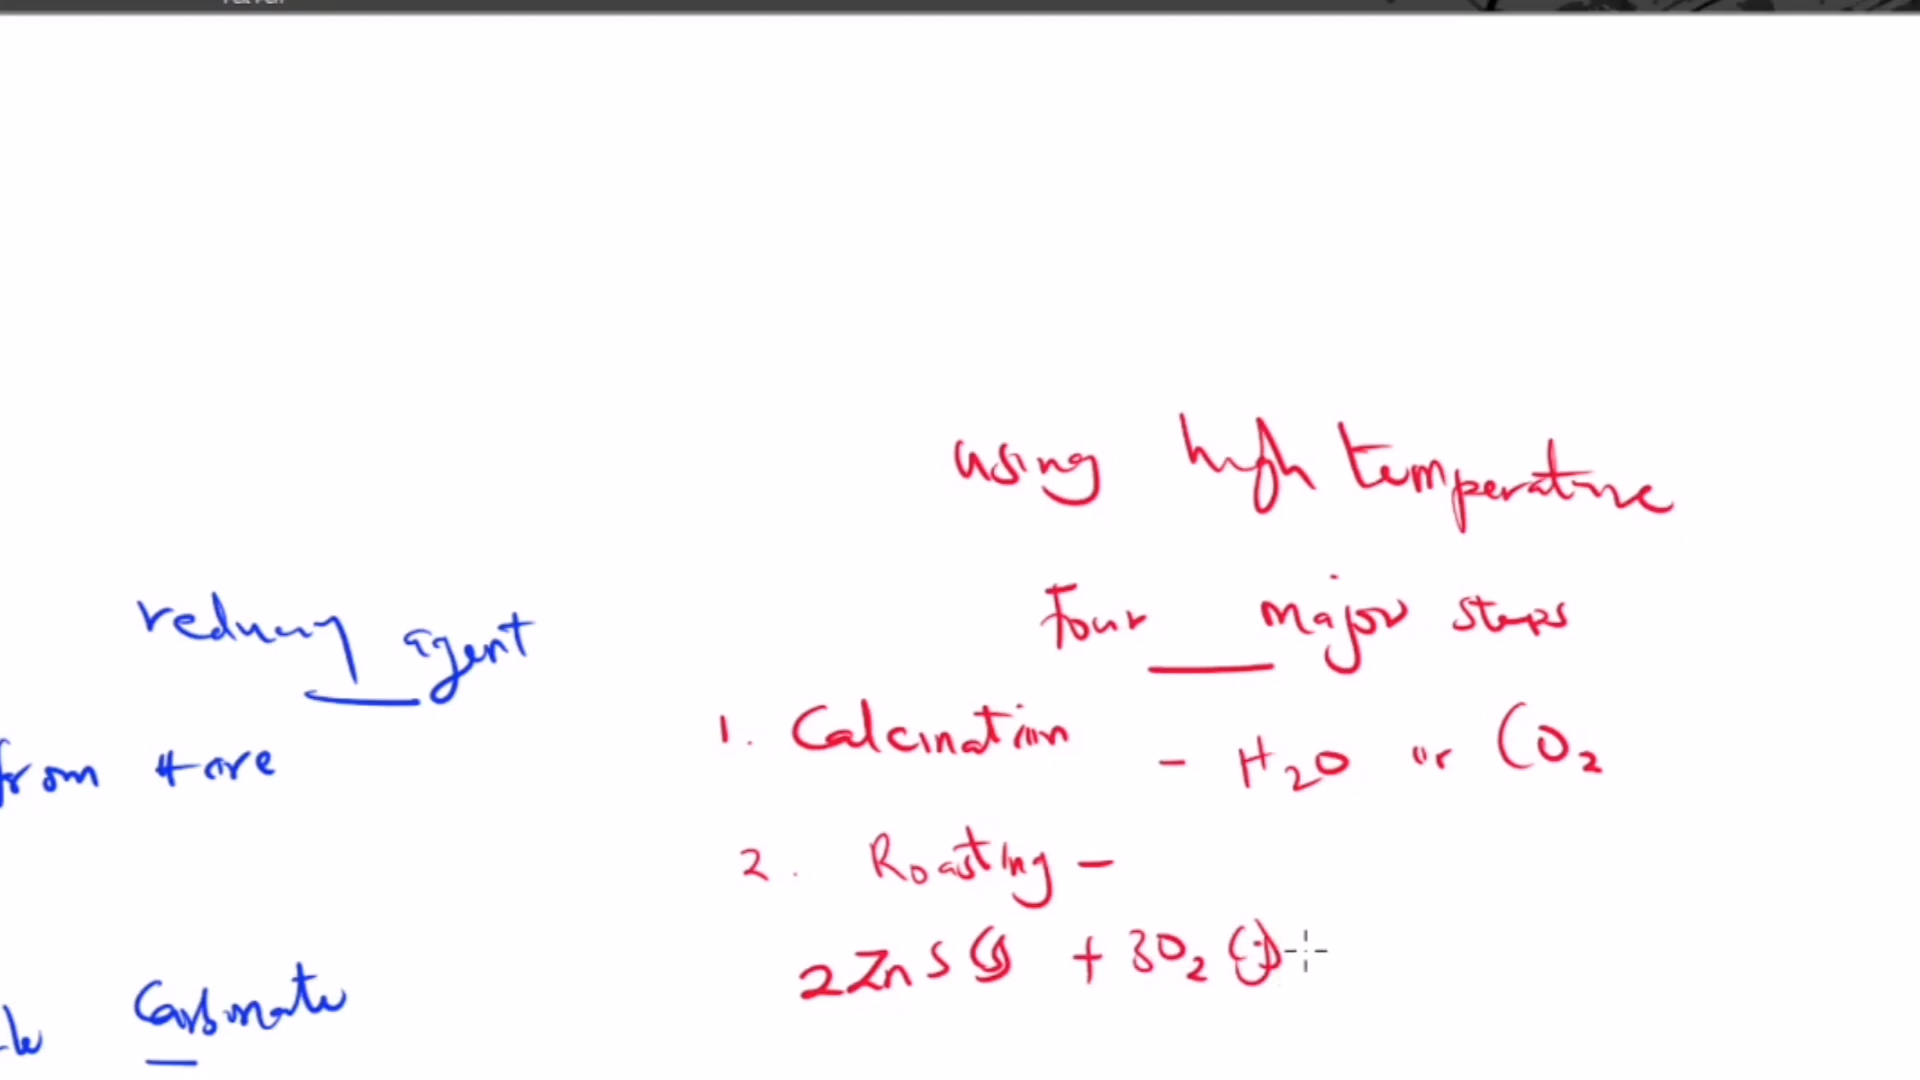 using high temperature
Four major steps
reducing agent
1. Calcination - H2O or CO2
from
2. Roasting -
2ZnS(s) + 3O2(g)
Carbonate